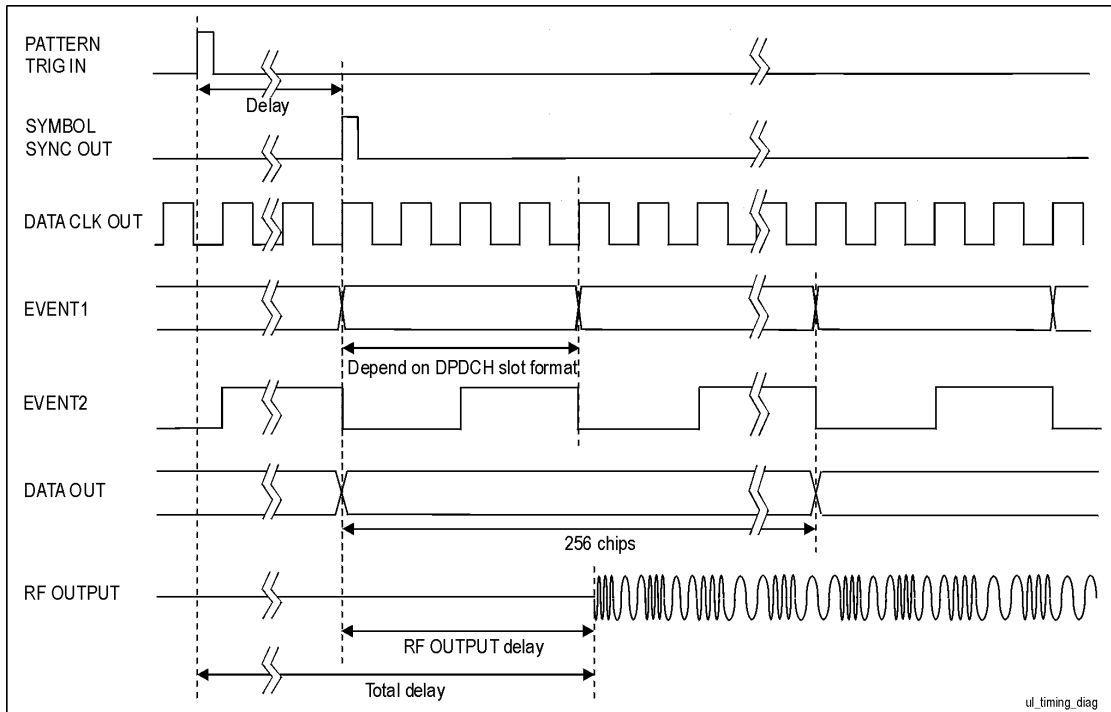 PATTERN
TRIG IN
Delay
SYMBOL
SYNC OUT
DATA CLK OUT
EVENT1
Depend on DPDCH slot format
EVENT2
DATA OUT
256 chips
RF OUTPUT
RF OUTPUT delay
Total delay
ul_timing_diag